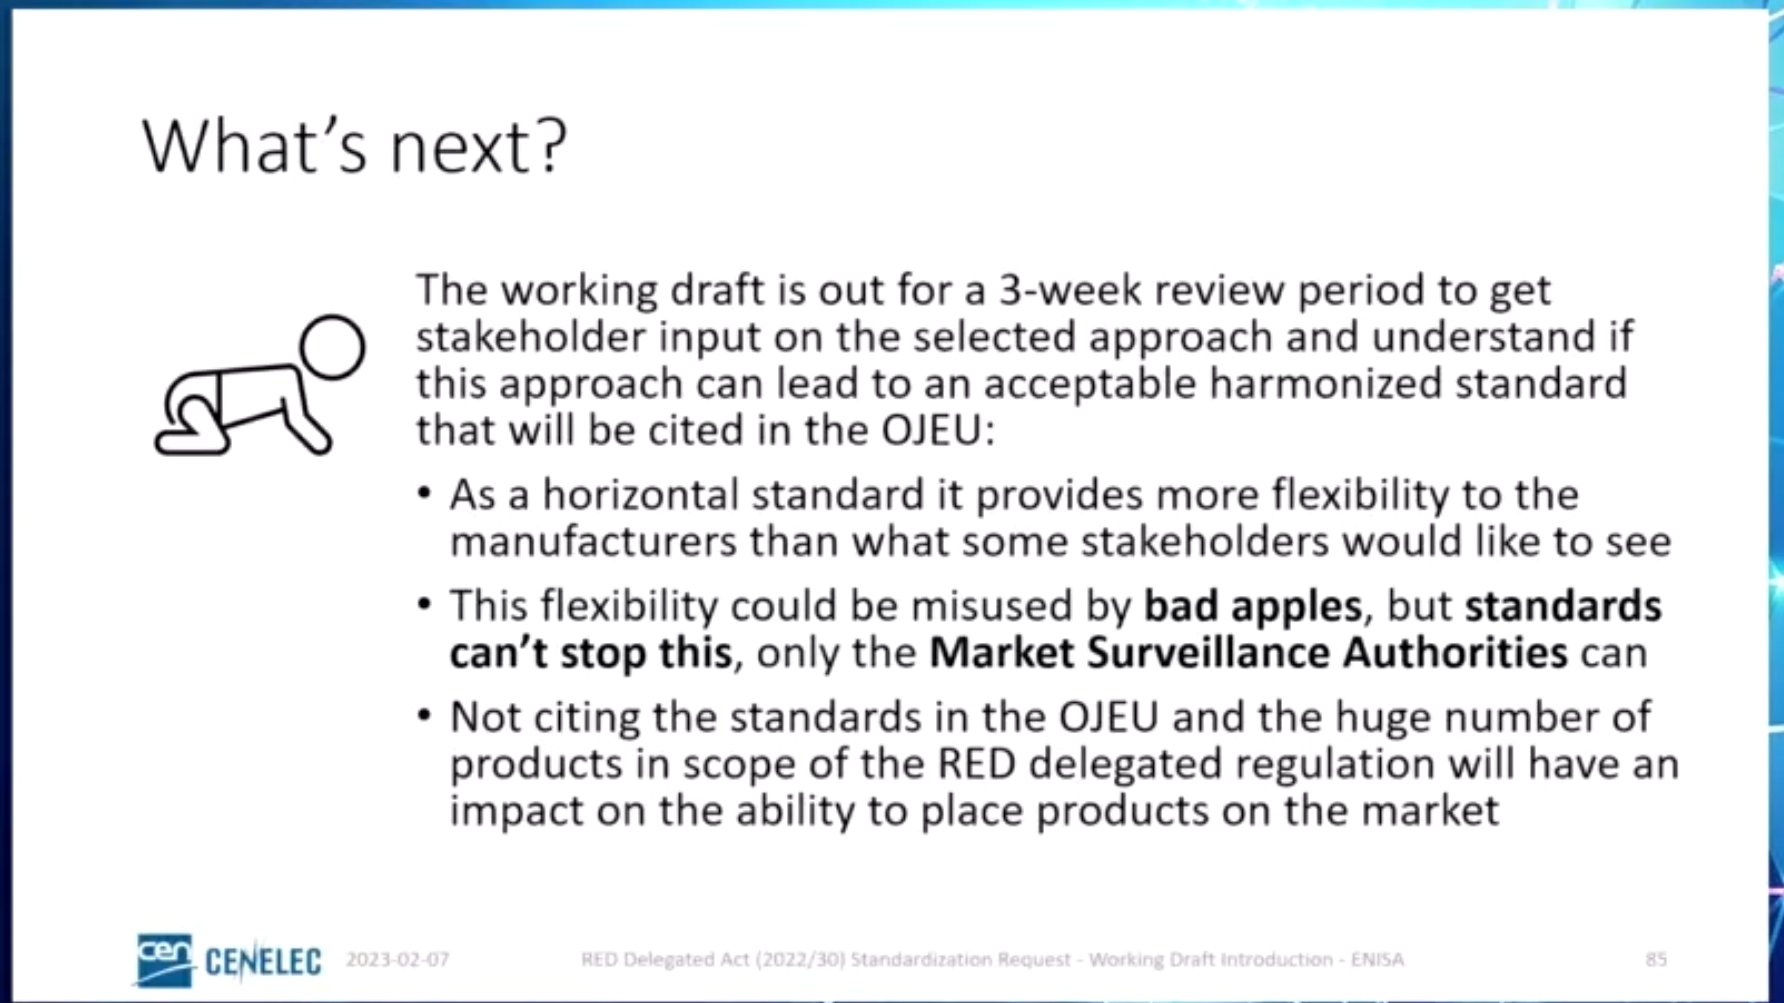 What's next?
The working draft is out for a 3-week review period to get
stakeholder input on the selected approach and understand if
this approach can lead to an acceptable harmonized standard
that will be cited in the OJEU:
• As a horizontal standard it provides more flexibility to the
manufacturers than what some stakeholders would like to see
• This flexibility could be misused by bad apples, but standards
can't stop this, only the Market Surveillance Authorities can
• Not citing the standards in the OJEU and the huge number of
products in scope of the RED delegated regulation will have an
impact on the ability to place products on the market
cen CENELEC 2023-02-07 RED Delegated Act (2022/30) Standardization Request - Working Draft Introduction - ENISA 85